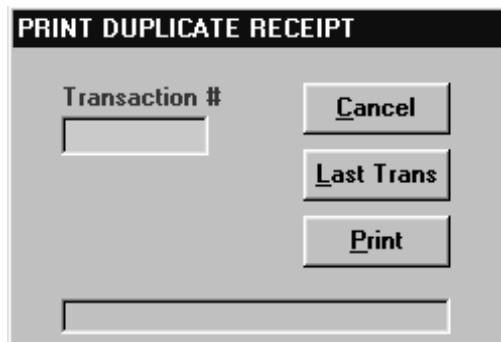 PRINT DUPLICATE RECEIPT
Transaction #
Cancel
Last Trans
Print